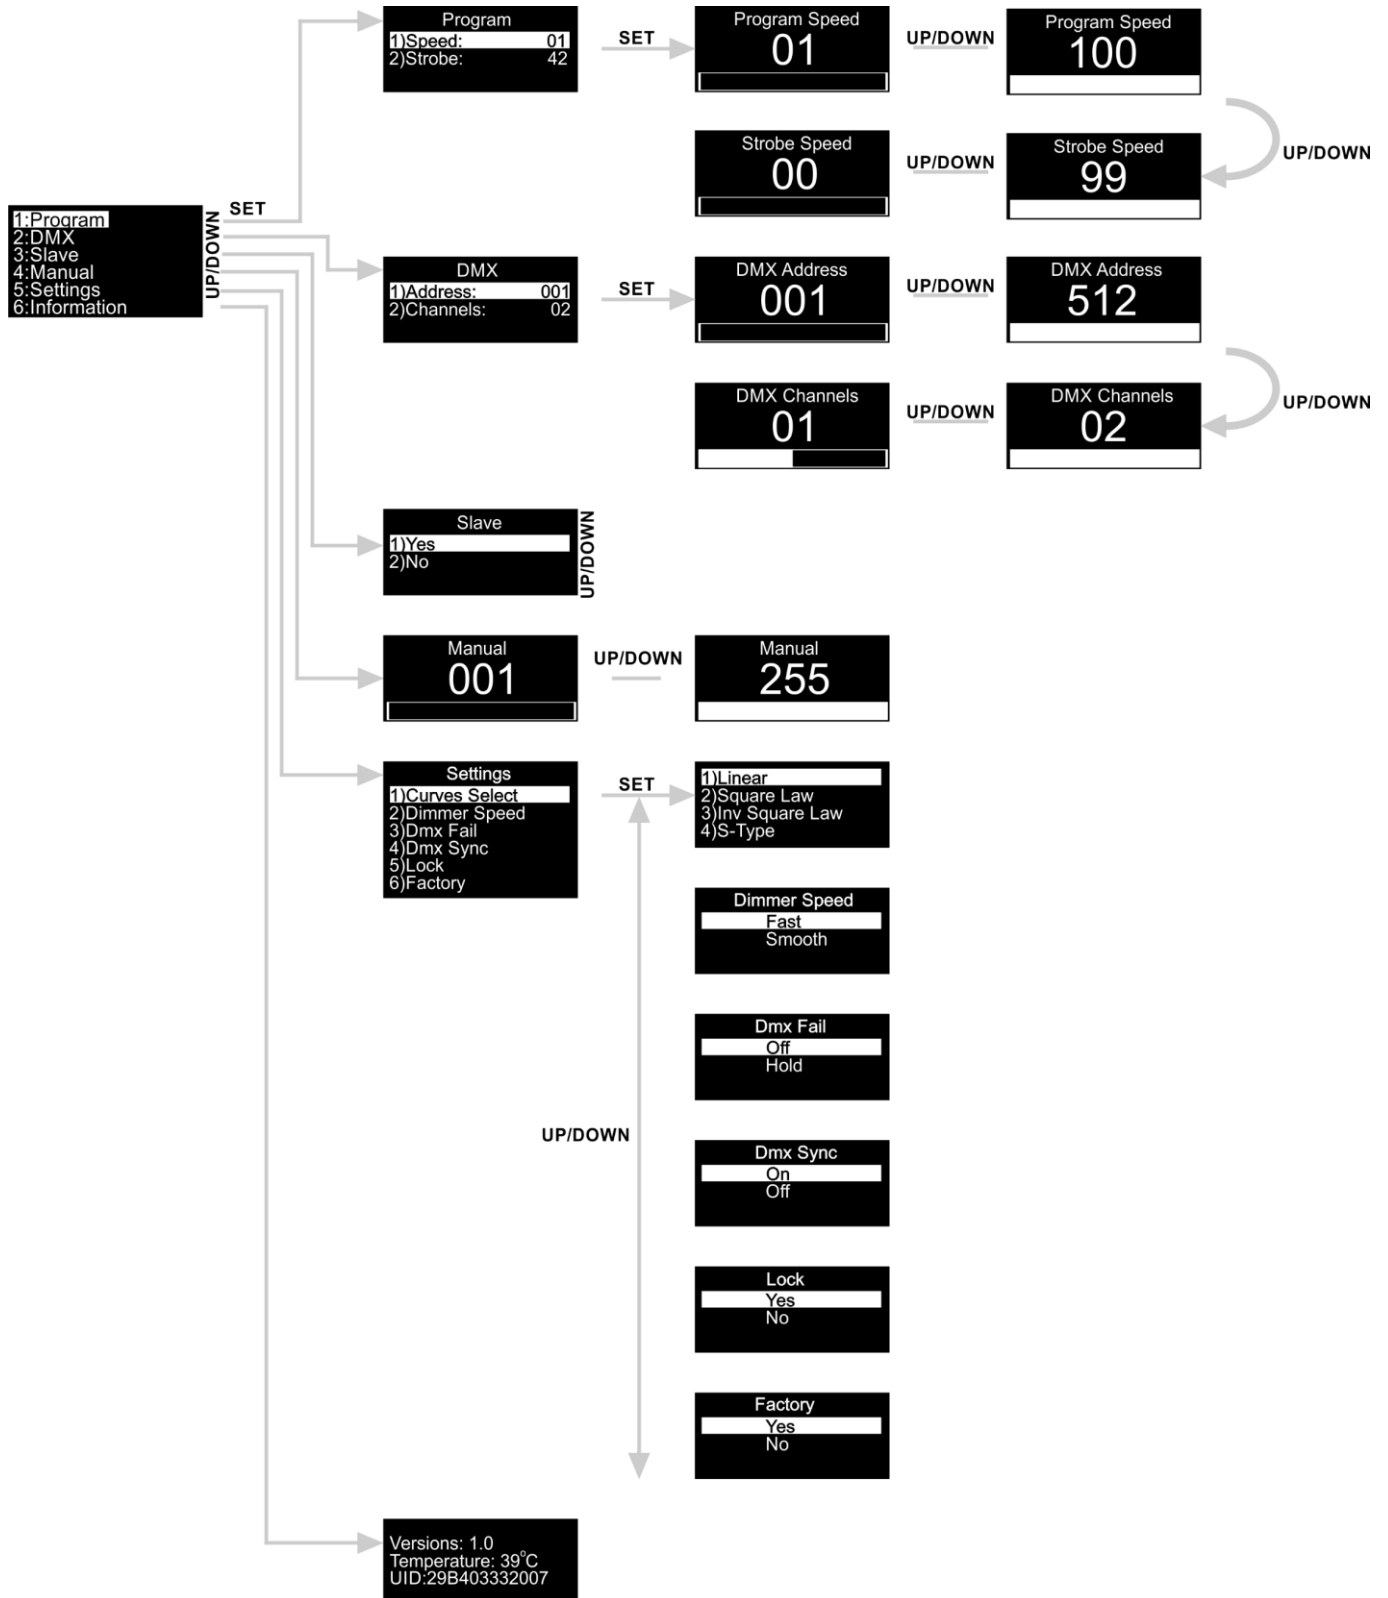 Program
1)Speed: 01
2)Strobe: 42
SET
Program Speed
01
UP/DOWN
Program Speed
100
UP/DOWN
Strobe Speed
00
UP/DOWN
Strobe Speed
99
1:Program
2:DMX
3:Slave
4:Manual
5:Settings
6:Information
UP/DOWN
SET
DMX
1)Address: 001
2)Channels: 02
SET
DMX Address
001
UP/DOWN
DMX Address
512
UP/DOWN
DMX Channels
01
UP/DOWN
DMX Channels
02
Slave
1)Yes
2)No
UP/DOWN
Manual
001
UP/DOWN
Manual
255
Settings
1)Curves Select
2)Dimmer Speed
3)Dmx Fail
4)Dmx Sync
5)Lock
6)Factory
SET
1)Linear
2)Square Law
3)Inv Square Law
4)S-Type
Dimmer Speed
Fast
Smooth
Dmx Fail
Off
Hold
UP/DOWN
Dmx Sync
On
Off
Lock
Yes
No
Factory
Yes
No
Versions: 1.0
Temperature: 39°C
UID:29B403332007